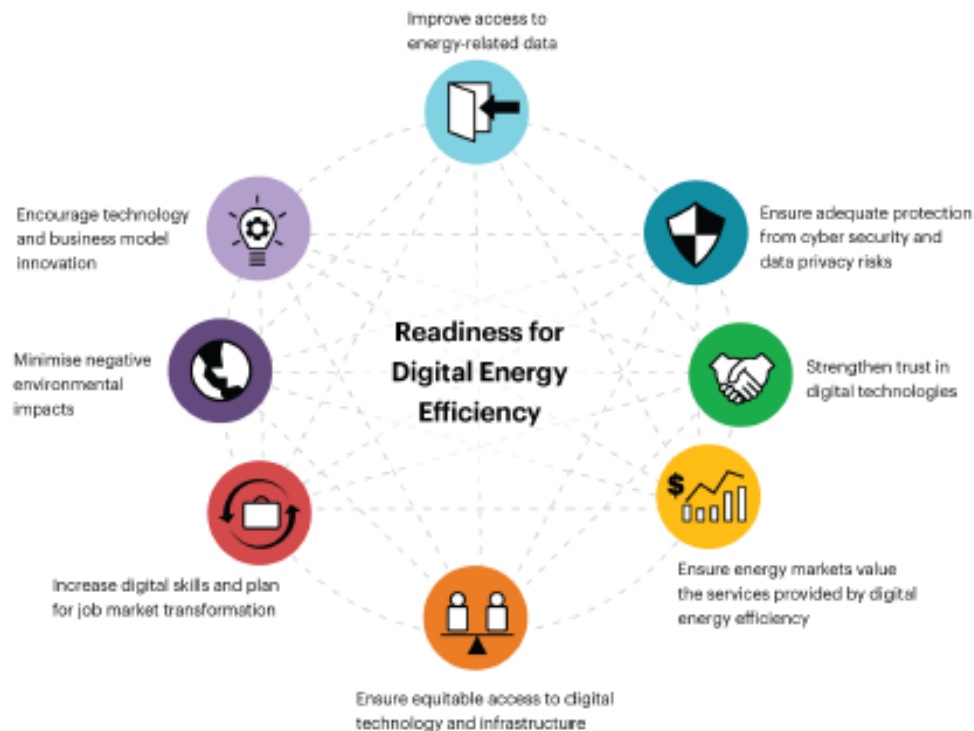 Improve access to
energy-related data
Encourage technology
and business model
innovation
Ensure adequate protection
from cyber security and
data privacy risks
Readiness for
Digital Energy
Efficiency
Minimise negative
environmental
impacts
Strengthen trust in
digital technologies
$
Increase digital skills and plan
for job market transformation
Ensure energy markets value
the services provided by digital
energy efficiency
Ensure equitable access to digital
technology and infrastructure